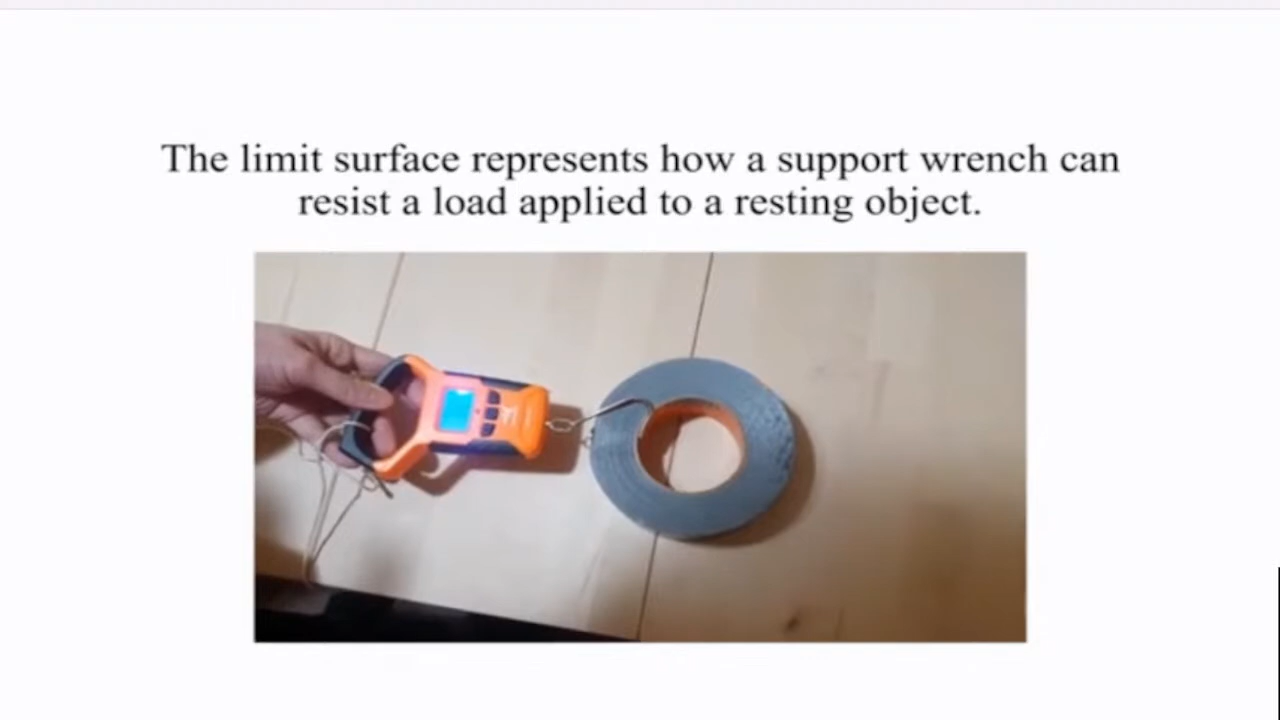 The limit surface represents how a support wrench can
resist a load applied to a resting object.